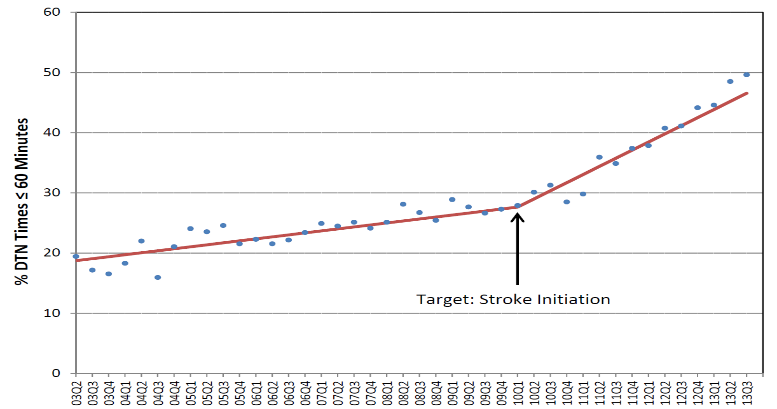 60
50
40
30
20
10
0
% DTN Times ≤ 60 Minutes
Target: Stroke Initiation
03Q2
03Q3
03Q4
04Q1
04Q2
04Q3
04Q4
05Q1
05Q2
05Q3
05Q4
06Q1
06Q2
06Q3
06Q4
07Q1
07Q2
07Q3
07Q4
08Q1
08Q2
08Q3
08Q4
09Q1
09Q2
09Q3
09Q4
10Q1
10Q2
10Q3
10Q4
11Q1
11Q2
11Q3
11Q4
12Q1
12Q2
12Q3
12Q4
13Q1
13Q2
13Q3